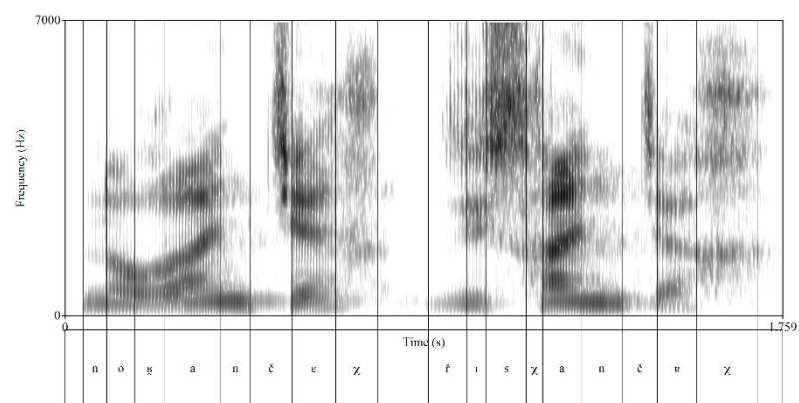 7000
Frequency (Hz)
0
0
1.759
Time (s)
n o ʁ̞ a n č ɐ χ ř ɪ s χ a n č ɐ χ